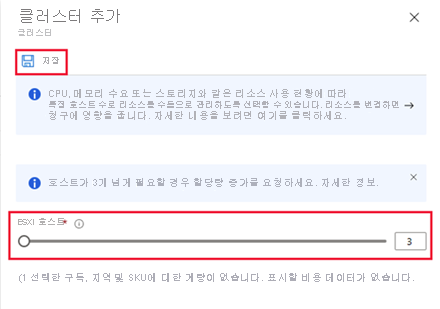 클러스터 추가
클러스터
저장
CPU, 메모리 수요 또는 스토리지와 같은 리소스 사용 현황에 따라
특정 호스트 수로 리소스를 수동으로 관리하도록 선택할 수 있습니다. 리소스를 변경하면
청구에 영향을 줍니다. 자세한 내용을 보려면 여기를 클릭하세요.
호스트가 3개 넘게 필요할 경우 할당량 증가를 요청하세요. 자세한 정보.
ESXI 호스트*
3
(1 선택한 구독, 지역 및 SKU에 대한 계량이 없습니다. 표시할 비용 데이터가 없습니다.